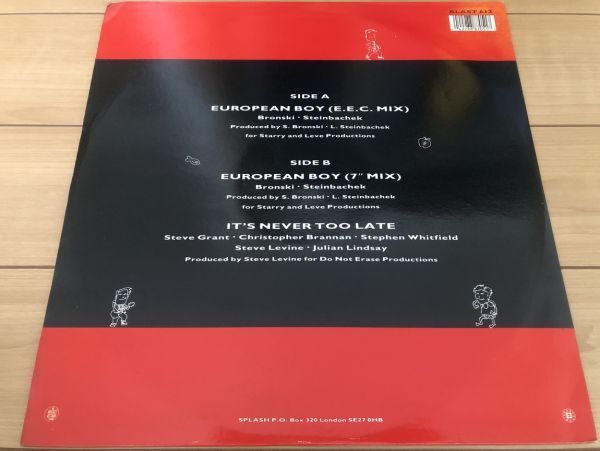 BLAST 612
SIDE A
EUROPEAN BOY (E.E.C. MIX)
Bronski · Steinbachek
Produced by S. Bronski · L. Steinbachek
for Starry and Leve Productions
SIDE B
EUROPEAN BOY (7" MIX)
Bronski · Steinbachek
Produced by S. Bronski · L. Steinbachek
for Starry and Leve Productions
IT'S NEVER TOO LATE
Steve Grant · Christopher Brannan · Stephen Whitfield
Steve Levine · Julian Lindsay
Produced by Steve Levine for Do Not Erase Productions
SPLASH P.O. Box 320 London SE27 0HB